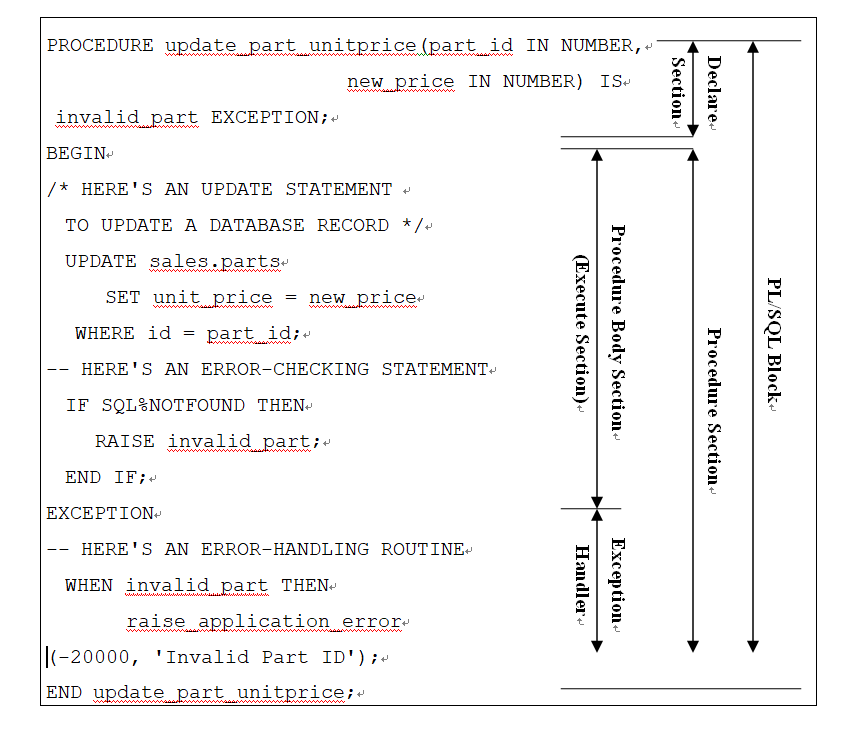 PROCEDURE update_part_unitprice(part_id IN NUMBER,
new_price IN NUMBER) IS
invalid_part EXCEPTION;
BEGIN
/* HERE'S AN UPDATE STATEMENT
TO UPDATE A DATABASE RECORD */
UPDATE sales.parts
SET unit_price = new_price
WHERE id = part_id;
-- HERE'S AN ERROR-CHECKING STATEMENT
IF SQL%NOTFOUND THEN
RAISE invalid_part;
END IF;
EXCEPTION
-- HERE'S AN ERROR-HANDLING ROUTINE
WHEN invalid_part THEN
raise_application_error
(-20000, 'Invalid Part ID');
END update_part_unitprice;
Declare
Section
Procedure Body Section
(Execute Section)
Exception
Handler
Procedure Section
PL/SQL Block